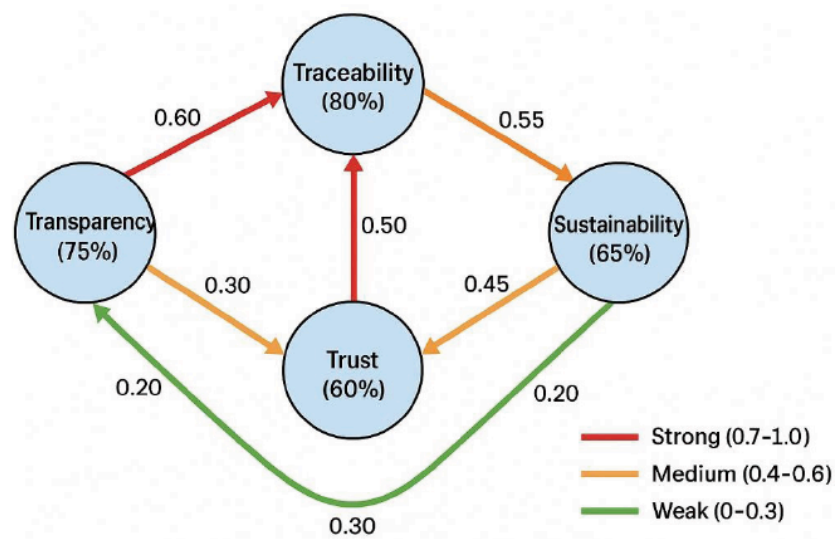 Traceability
(80%)
0.60
0.55
Transparency
(75%)
0.50
Sustainability
(65%)
0.30
0.45
Trust
(60%)
0.20
0.20
0.30
Strong (0.7-1.0)
Medium (0.4-0.6)
Weak (0-0.3)